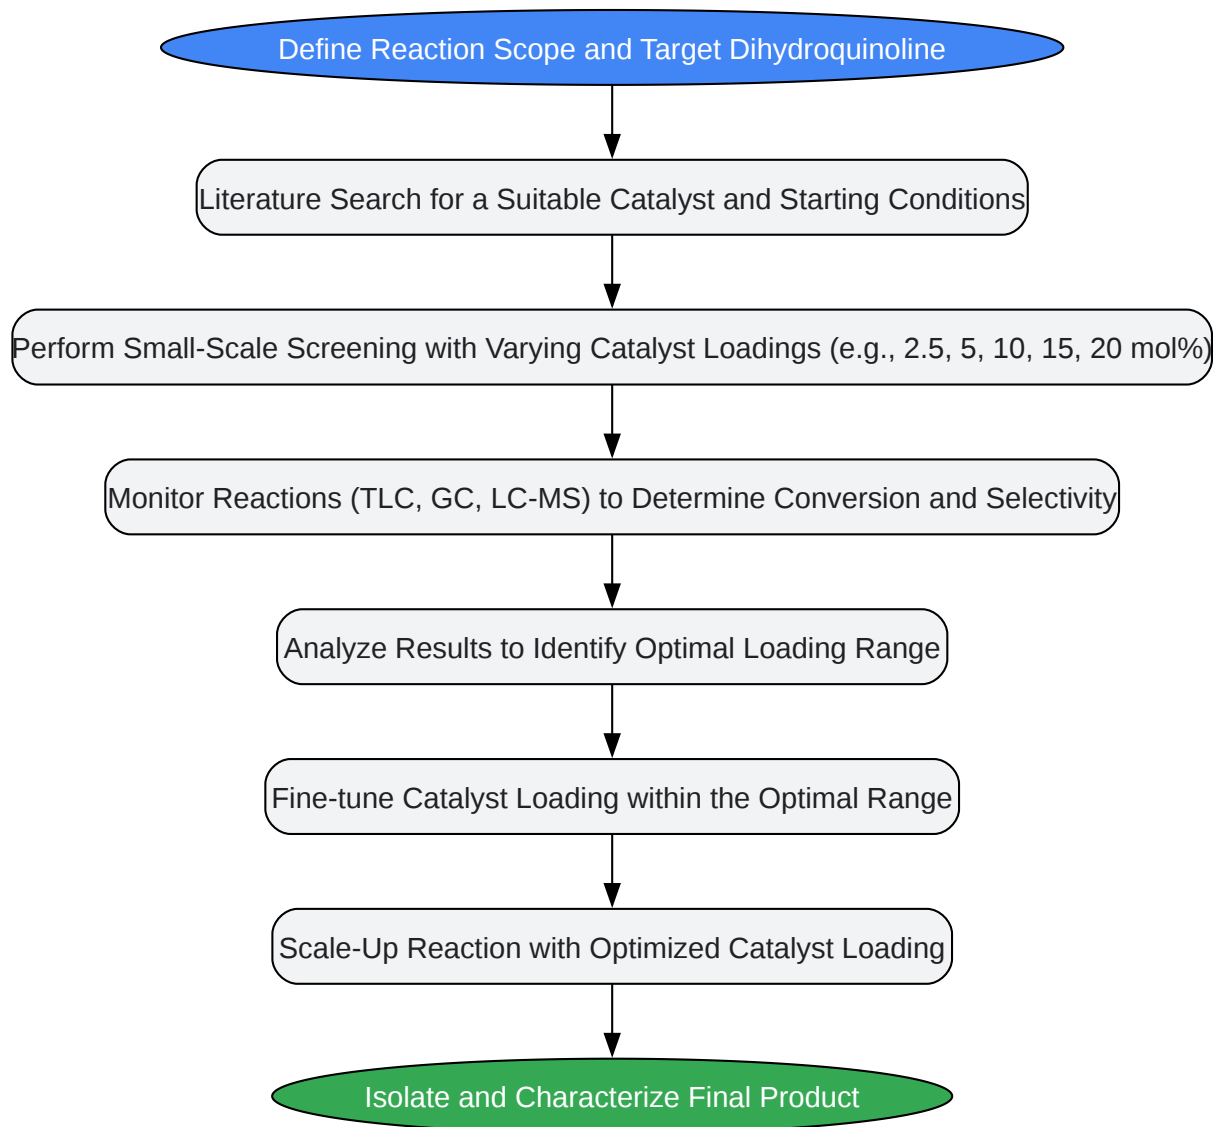 Define Reaction Scope and Target Dihydroquinoline
Literature Search for a Suitable Catalyst and Starting Conditions
Perform Small-Scale Screening with Varying Catalyst Loadings (e.g., 2.5, 5, 10, 15, 20 mol%)
Monitor Reactions (TLC, GC, LC-MS) to Determine Conversion and Selectivity
Analyze Results to Identify Optimal Loading Range
Fine-tune Catalyst Loading within the Optimal Range
Scale-Up Reaction with Optimized Catalyst Loading
Isolate and Characterize Final Product